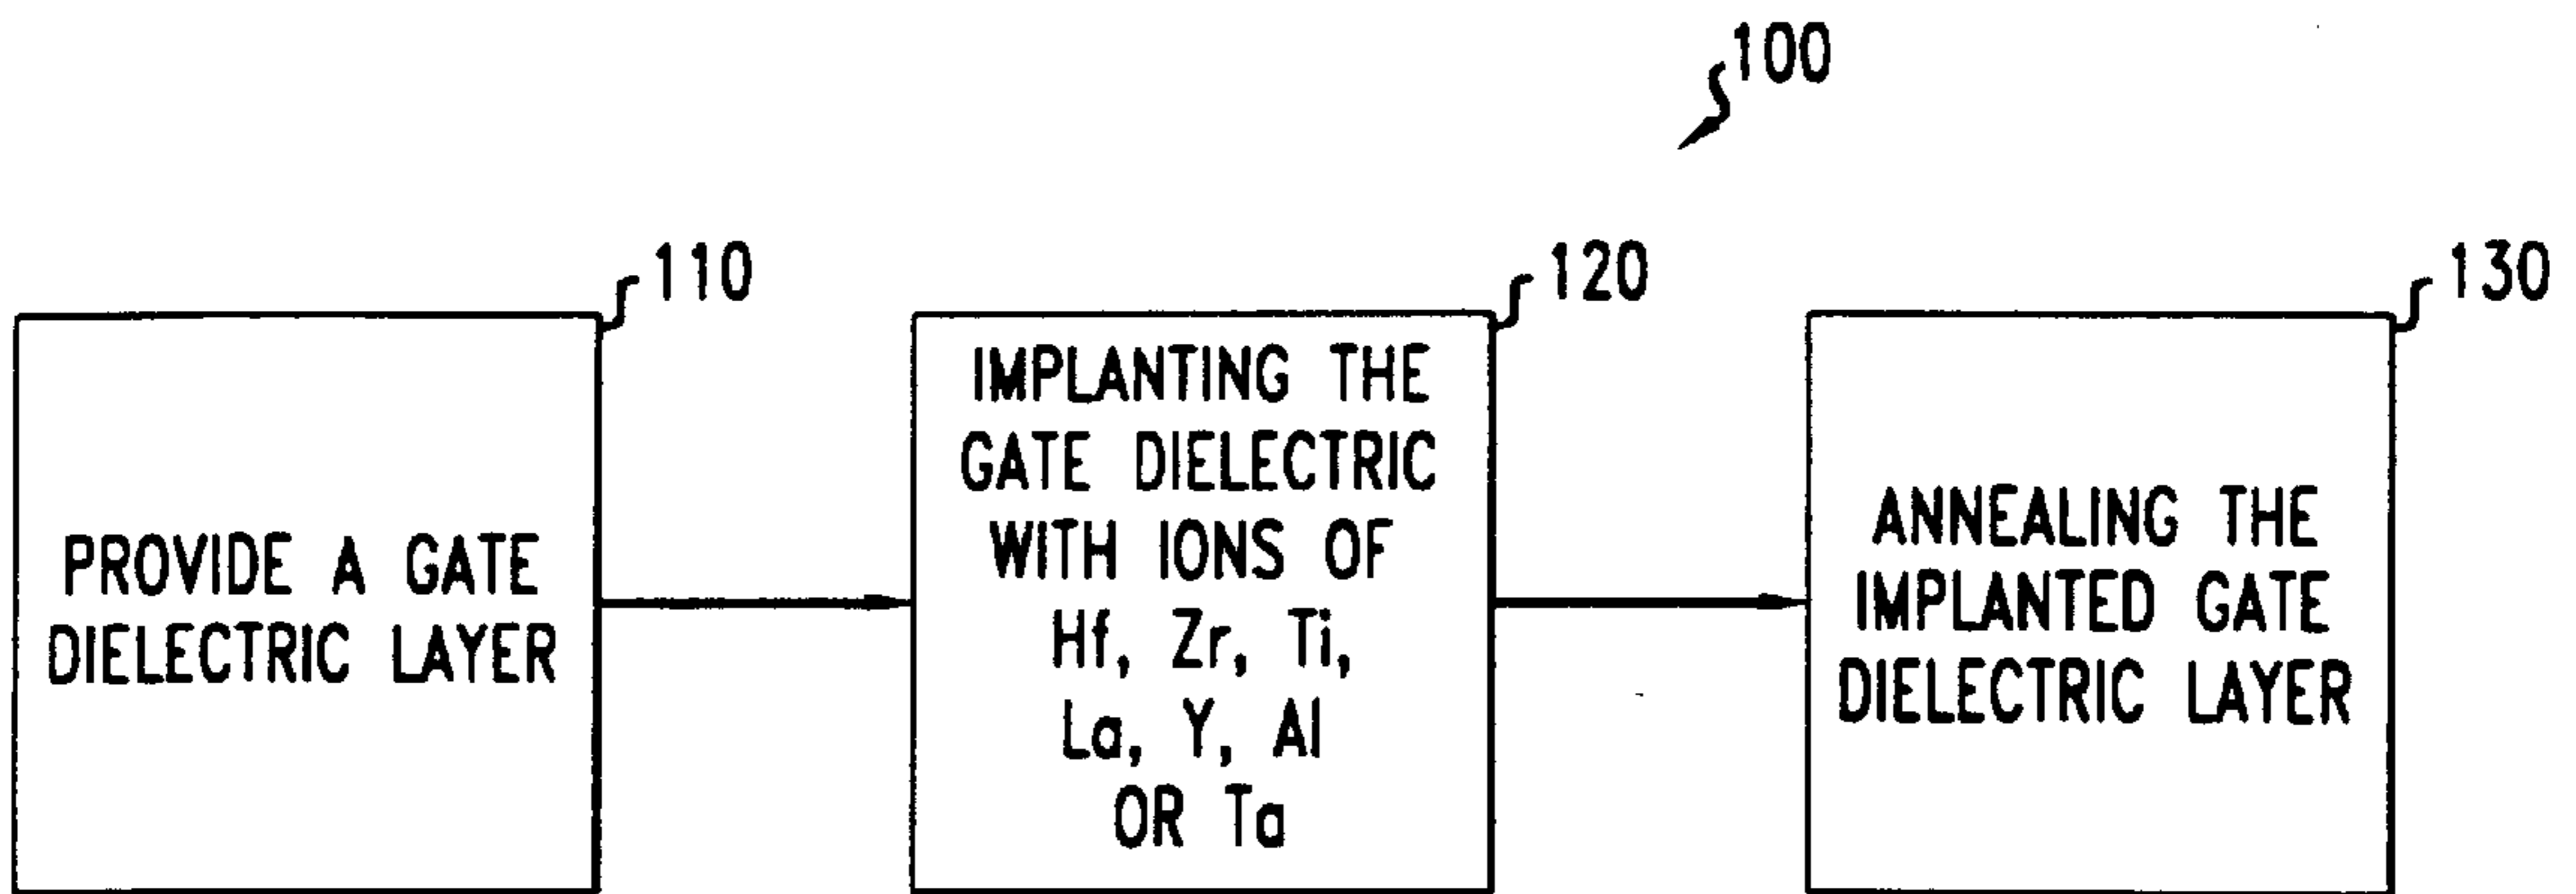 100
110
PROVIDE A GATE
DIELECTRIC LAYER
120
IMPLANTING THE
GATE DIELECTRIC
WITH IONS OF
Hf, Zr, Ti,
La, Y, Al
OR Ta
130
ANNEALING THE
IMPLANTED GATE
DIELECTRIC LAYER